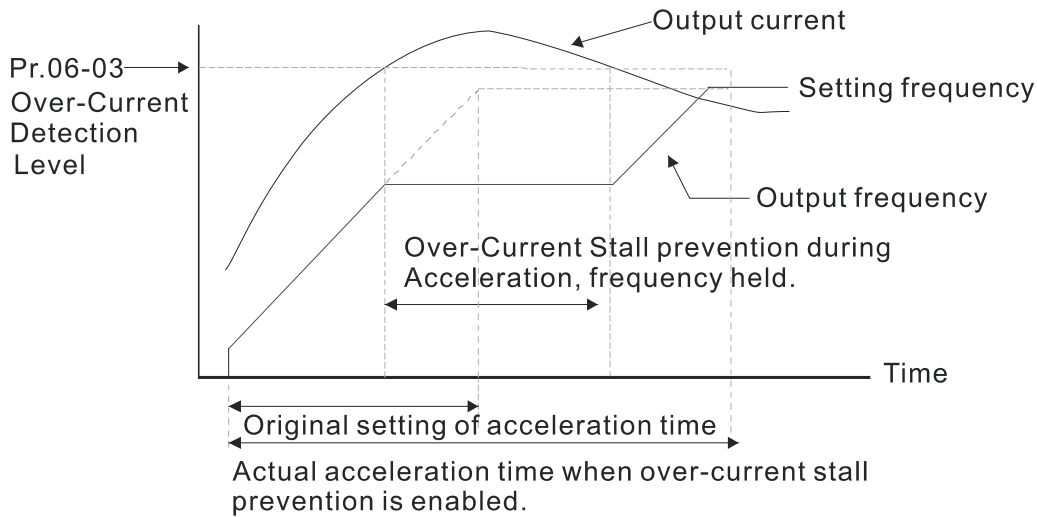 Output current
Pr.06-03
Over-Current
Detection
Level
Setting frequency
Output frequency
Over-Current Stall prevention during
Acceleration, frequency held.
Time
Original setting of acceleration time
Actual acceleration time when over-current stall
prevention is enabled.